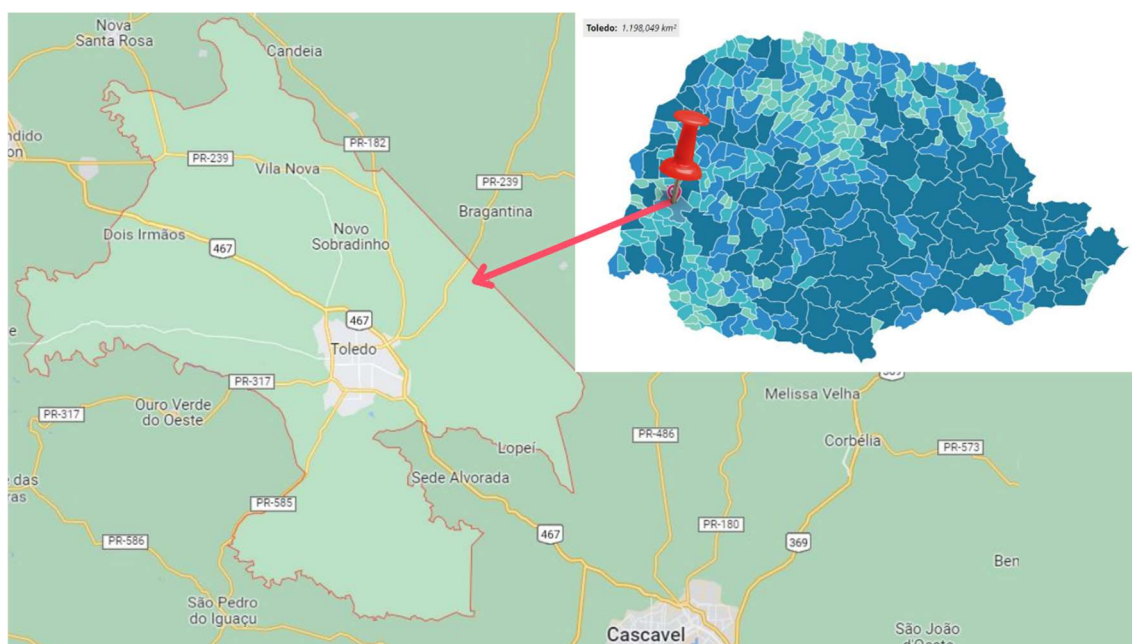 Nova
Santa Rosa
Candeia
Toledo: 1.198,049 km²
PR-182
ndido
on
PR-239
Vila Nova
PR-239
Bragantina
Dois Irmãos
467
Novo
Sobradinho
467
Toledo
e
PR-317
PR-317
Ouro Verde
do Oeste
Melissa Velha
PR-486
Corbélia
PR-573
Lopeí
e das
ras
Sede Alvorada
PR-585
PR-180
467
369
PR-586
Ben
São Pedro
do Iguaçu
Cascavel
São João
d'Oeste